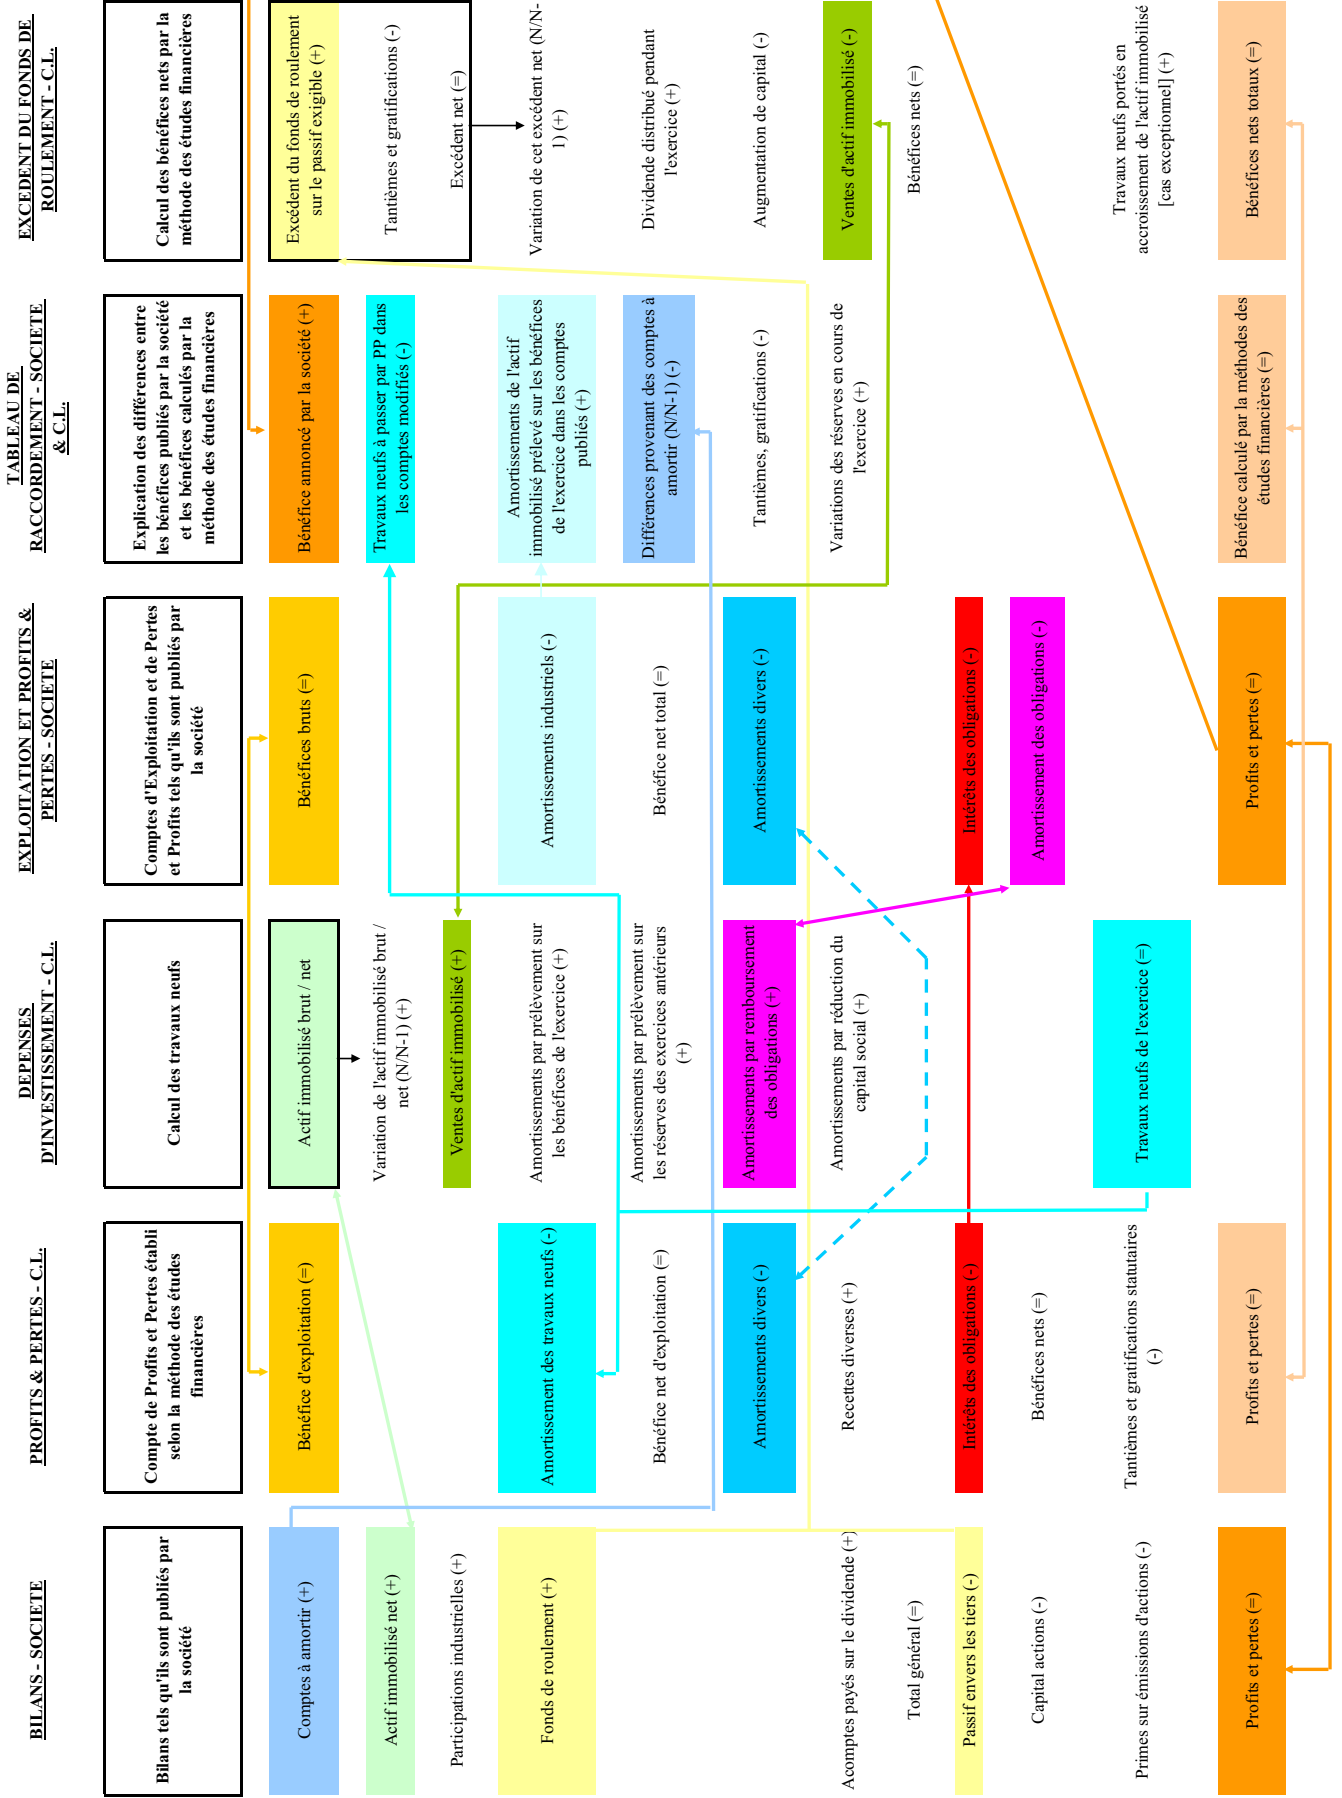 BILANS - SOCIETE
Bilans tels qu'ils sont publiés par
la société
Comptes à amortir (+)
Actif immobilisé net (+)
Participations industrielles (+)
Fonds de roulement (+)
Acomptes payés sur le dividende (+)
Total général (=)
Passif envers les tiers (-)
Capital actions (-)
Primes sur émissions d'actions (-)
Profits et pertes (=)
PROFITS & PERTES - C.L.
Compte de Profits et Pertes établi
selon la méthode des études
financières
Bénéfice d'exploitation (=)
Amortissement des travaux neufs (-)
Bénéfice net d'exploitation (=)
Amortissements divers (-)
Recettes diverses (+)
Intérêts des obligations (-)
Bénéfices nets (=)
Tantièmes et gratifications statutaires
(-)
Profits et pertes (=)
DEPENSES
D'INVESTISSEMENT - C.L.
Calcul des travaux neufs
Actif immobilisé brut / net
Variation de l'actif immobilisé brut /
net (N/N-1) (+)
Ventes d'actif immobilisé (+)
Amortissements par prélèvement sur
les bénéfices de l'exercice (+)
Amortissements par prélèvement sur
les réserves des exercices antérieurs
(+)
Amortissements par remboursement
des obligations (+)
Amortissements par réduction du
capital social (+)
Travaux neufs de l'exercice (=)
EXPLOITATION ET PROFITS &
PERTES - SOCIETE
Comptes d'Exploitation et de Pertes
et Profits tels qu'ils sont publiés par
la société
Bénéfices bruts (=)
Amortissements industriels (-)
Bénéfice net total (=)
Amortissements divers (-)
Intérêts des obligations (-)
Amortissement des obligations (-)
Profits et pertes (=)
TABLEAU DE
RACCORDEMENT - SOCIETE
& C.L.
Explication des différences entre
les bénéfices publiés par la société
et les bénéfices calculés par la
méthode des études financières
Bénéfice annoncé par la société (+)
Travaux neufs à passer par PP dans
les comptes modifiés (-)
Amortissements de l'actif
immobilisé prélevé sur les bénéfices
de l'exercice dans les comptes
publiés (+)
Différences provenant des comptes à
amortir (N/N-1) (-)
Tantièmes, gratifications (-)
Variations des réserves en cours de
l'exercice (+)
Bénéfice calculé par la méthodes des
études financières (=)
EXCEDENT DU FONDS DE
ROULEMENT - C.L.
Calcul des bénéfices nets par la
méthode des études financières
Excédent du fonds de roulement
sur le passif exigible (+)
Tantièmes et gratifications (-)
Excédent net (=)
Variation de cet excédent net (N/N-
1) (+)
Dividende distribué pendant
l'exercice (+)
Augmentation de capital (-)
Ventes d'actif immobilisé (-)
Bénéfices nets (=)
Travaux neufs portés en
accroissement de l'actif immobilisé
[cas exceptionnel] (+)
Bénéfices nets totaux (=)